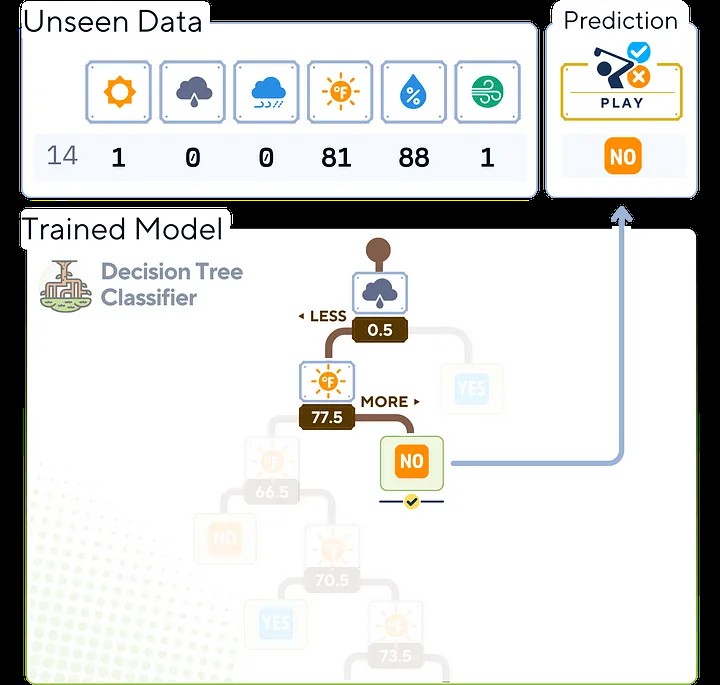 Unseen Data
Prediction
°F
%
PLAY
14 1 0 0 81 88 1
NO
Trained Model
Decision Tree
Classifier
◂ LESS
0.5
°F
YES
MORE ▸
77.5
°F
NO
66.5
NO
°F
70.5
YES
°F
73.5